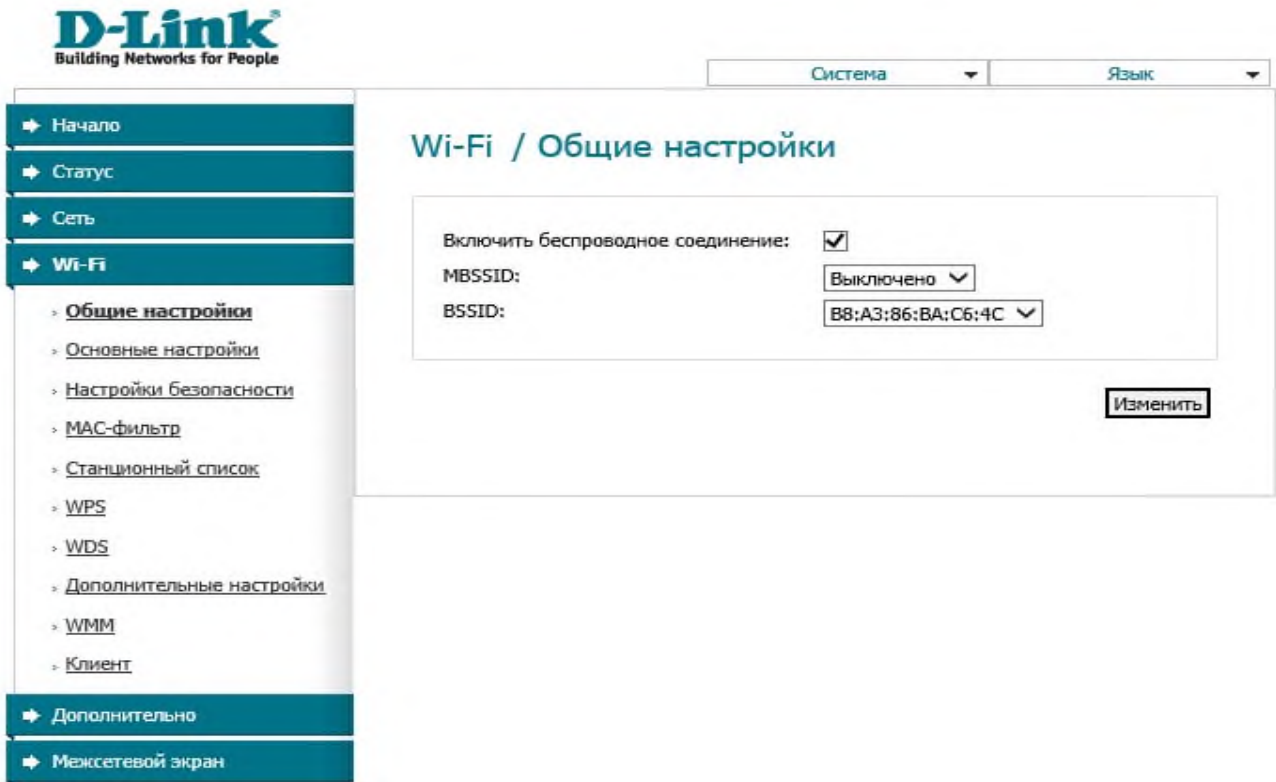 D-Link
Building Networks for People
Система
Язык
Начало
Статус
Сеть
Wi-Fi
Общие настройки
Основные настройки
Настройки безопасности
MAC-фильтр
Станционный список
WPS
WDS
Дополнительные настройки
WMM
Клиент
Дополнительно
Межсетевой экран
Wi-Fi / Общие настройки
Включить беспроводное соединение:
MBSSID: Выключено
BSSID: B8:A3:86:BA:C6:4C
Изменить